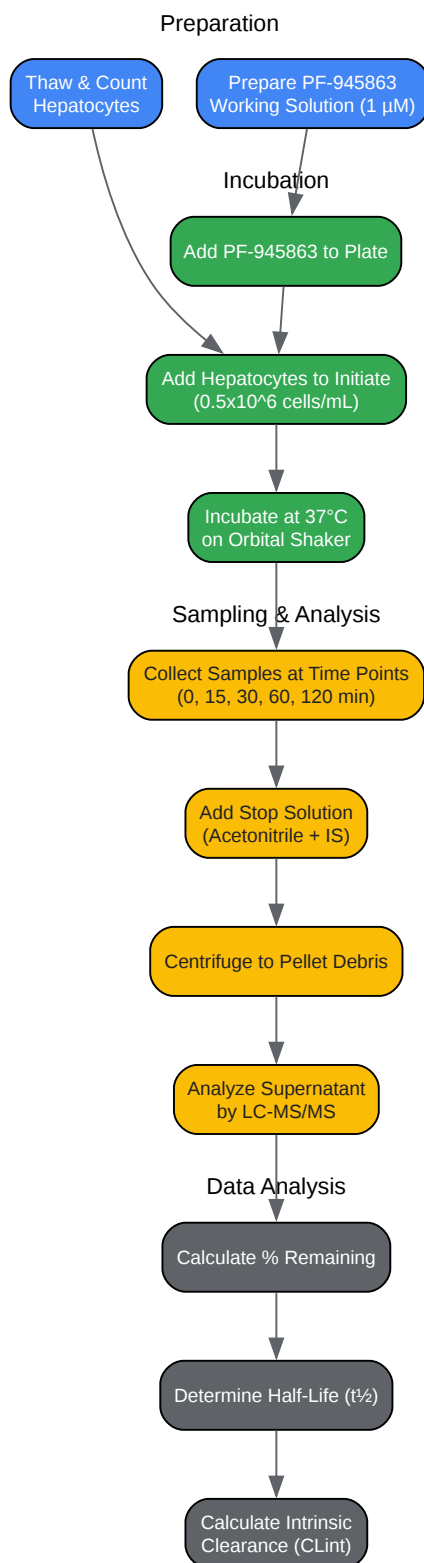 Preparation
Thaw & Count
Hepatocytes
Prepare PF-945863
Working Solution (1 µM)
Incubation
Add PF-945863 to Plate
Add Hepatocytes to Initiate
(0.5x10^6 cells/mL)
Incubate at 37°C
on Orbital Shaker
Sampling & Analysis
Collect Samples at Time Points
(0, 15, 30, 60, 120 min)
Add Stop Solution
(Acetonitrile + IS)
Centrifuge to Pellet Debris
Analyze Supernatant
by LC-MS/MS
Data Analysis
Calculate % Remaining
Determine Half-Life (t½)
Calculate Intrinsic
Clearance (CLint)